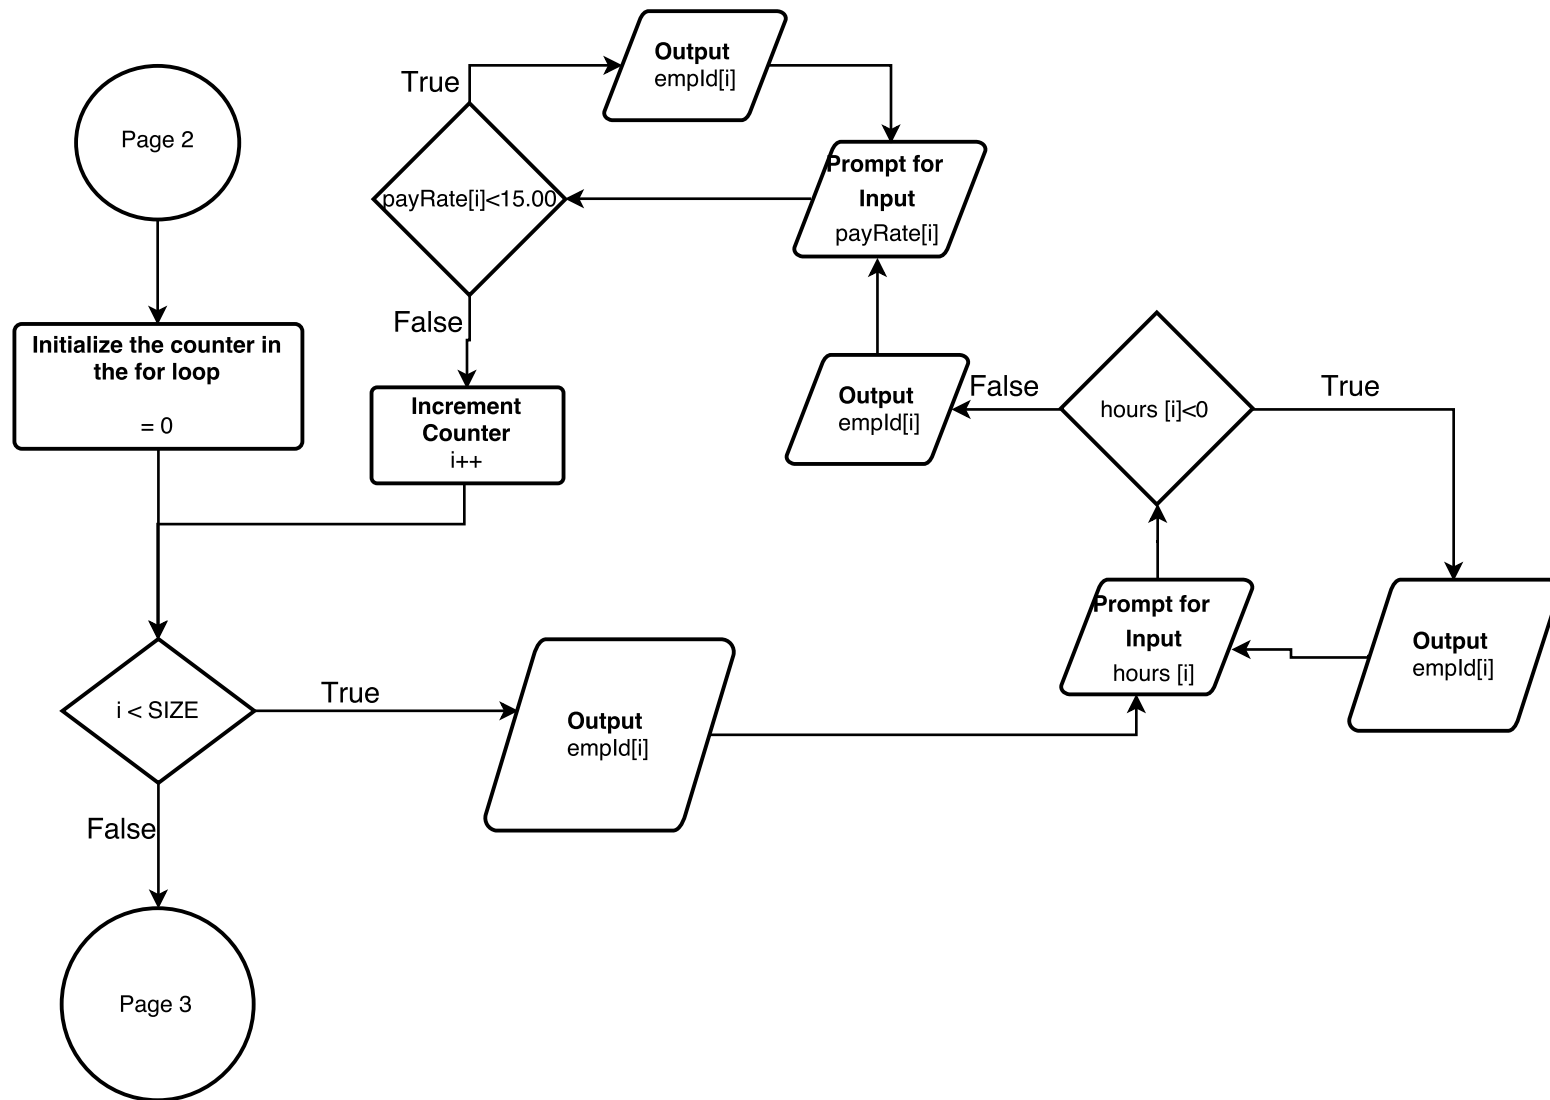 Page 2
Initialize the counter in
the for loop
= 0
True
Output
empId[i]
payRate[i]<15.00
Prompt for
Input
payRate[i]
False
Increment
Counter
i++
Output
empId[i]
False
hours [i]<0
True
Prompt for
Input
hours [i]
Output
empId[i]
i < SIZE
True
Output
empId[i]
False
Page 3